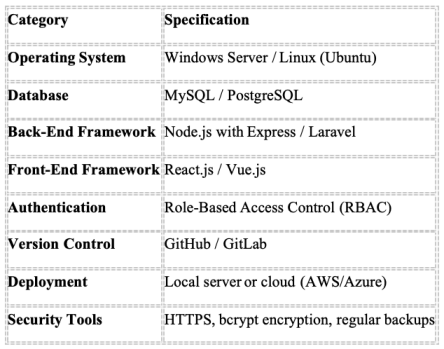 Category Specification
Operating System Windows Server / Linux (Ubuntu)
Database MySQL / PostgreSQL
Back-End Framework Node.js with Express / Laravel
Front-End Framework React.js / Vue.js
Authentication Role-Based Access Control (RBAC)
Version Control GitHub / GitLab
Deployment Local server or cloud (AWS/Azure)
Security Tools HTTPS, bcrypt encryption, regular backups